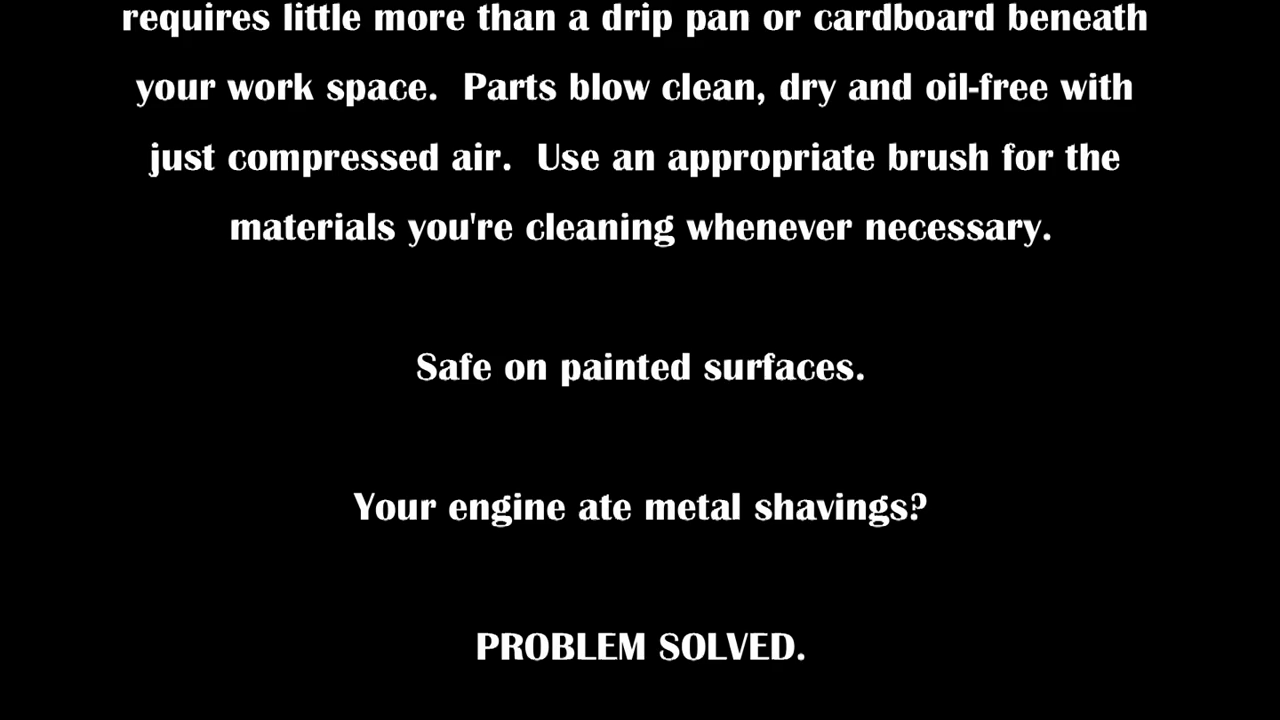 requires little more than a drip pan or cardboard beneath
your work space.  Parts blow clean, dry and oil-free with
just compressed air.  Use an appropriate brush for the
materials you're cleaning whenever necessary.
Safe on painted surfaces.
Your engine ate metal shavings?
PROBLEM SOLVED.